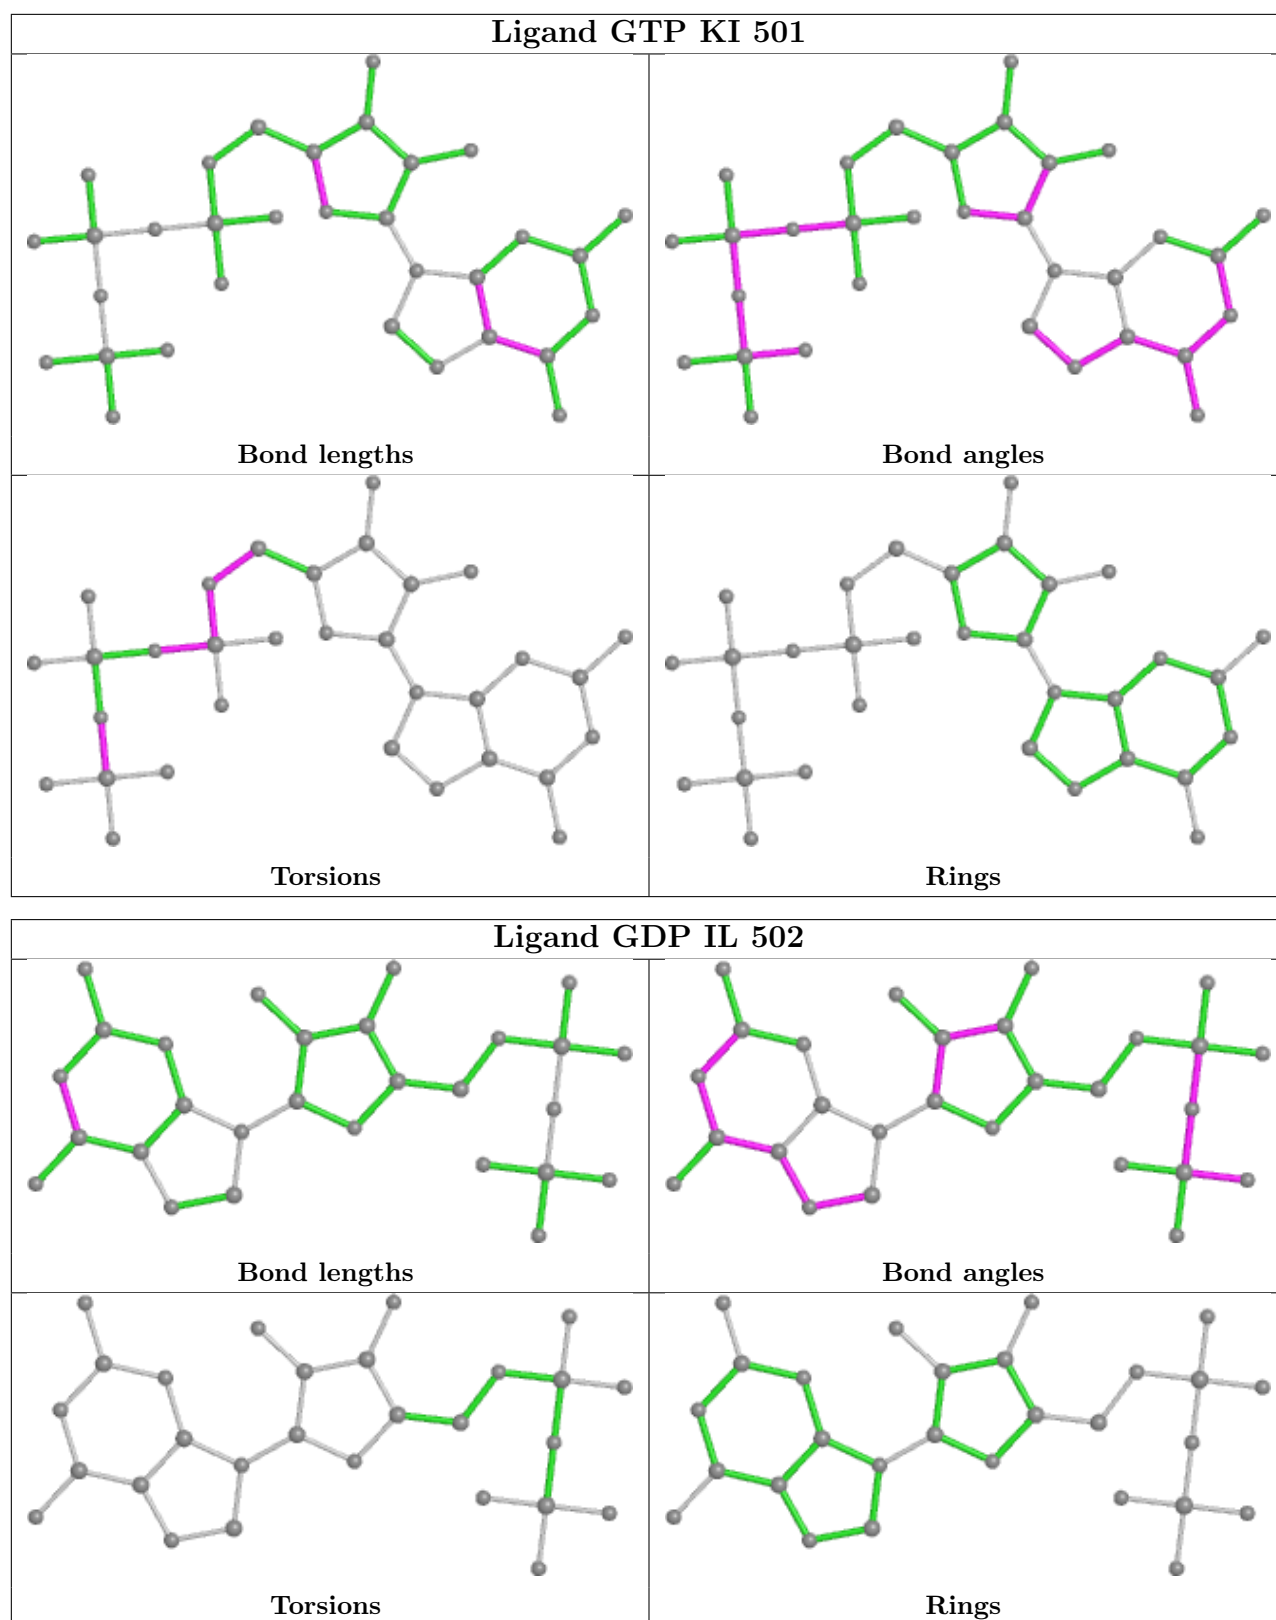 Ligand GTP KI 501
Bond lengths
Bond angles
Torsions
Rings
Ligand GDP IL 502
Bond lengths
Bond angles
Torsions
Rings